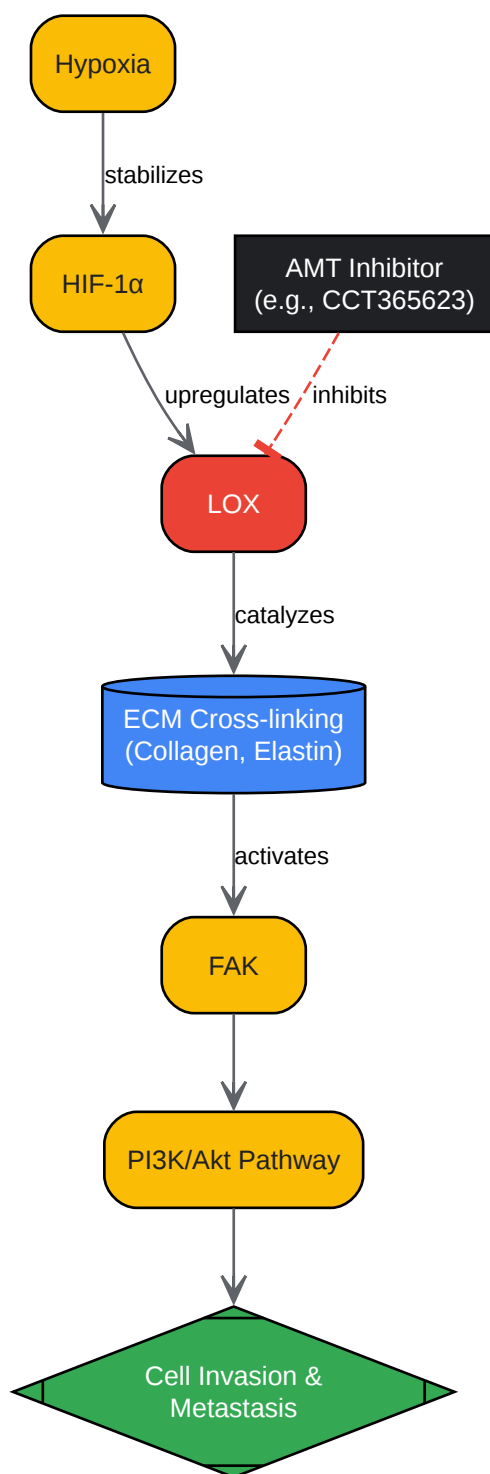 Hypoxia
stabilizes
HIF-1α
AMT Inhibitor
(e.g., CCT365623)
upregulates
inhibits
LOX
catalyzes
ECM Cross-linking
(Collagen, Elastin)
activates
FAK
PI3K/Akt Pathway
Cell Invasion &
Metastasis